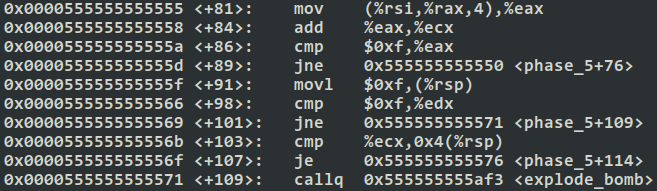 0x0000555555555555 <+81>: mov (%rsi,%rax,4),%eax
0x0000555555555558 <+84>: add %eax,%ecx
0x000055555555555a <+86>: cmp $0xf,%eax
0x000055555555555d <+89>: jne 0x555555555550 <phase_5+76>
0x000055555555555f <+91>: movl $0xf,(%rsp)
0x0000555555555566 <+98>: cmp $0xf,%edx
0x0000555555555569 <+101>: jne 0x555555555571 <phase_5+109>
0x000055555555556b <+103>: cmp %ecx,0x4(%rsp)
0x000055555555556f <+107>: je 0x555555555576 <phase_5+114>
0x0000555555555571 <+109>: callq 0x555555555af3 <explode_bomb>